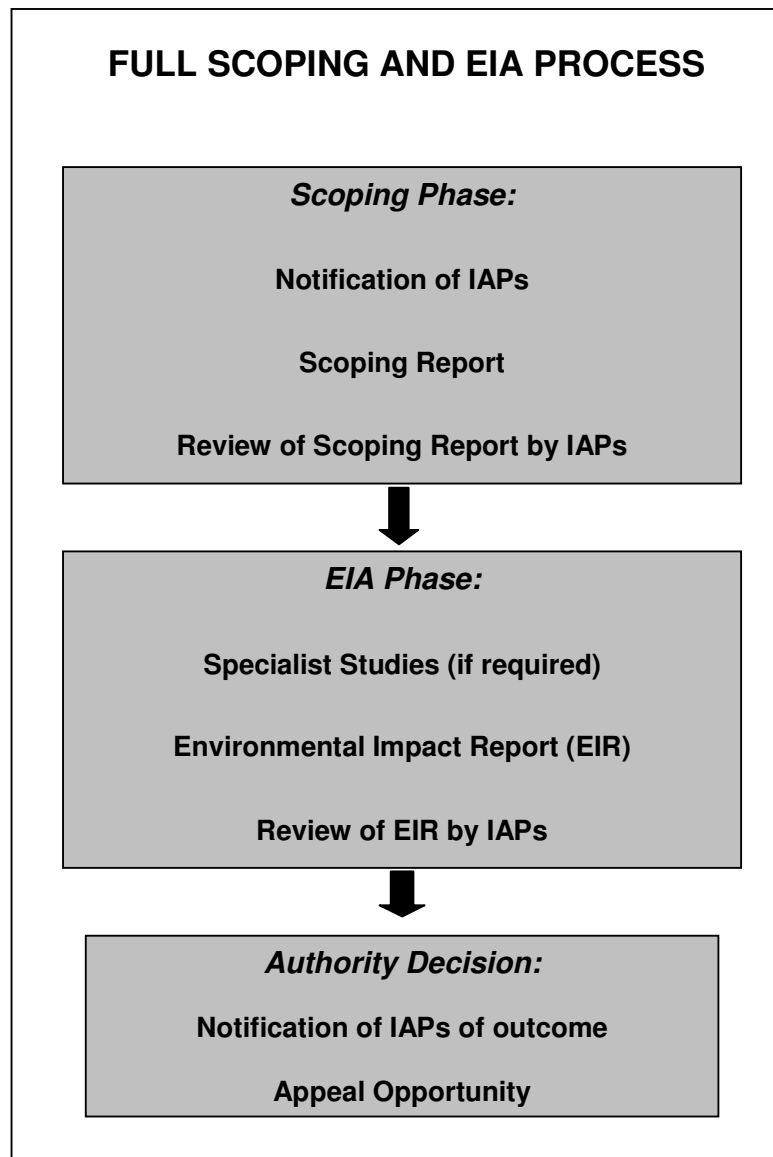 FULL SCOPING AND EIA PROCESS
Scoping Phase:
Notification of IAPs
Scoping Report
Review of Scoping Report by IAPs
EIA Phase:
Specialist Studies (if required)
Environmental Impact Report (EIR)
Review of EIR by IAPs
Authority Decision:
Notification of IAPs of outcome
Appeal Opportunity